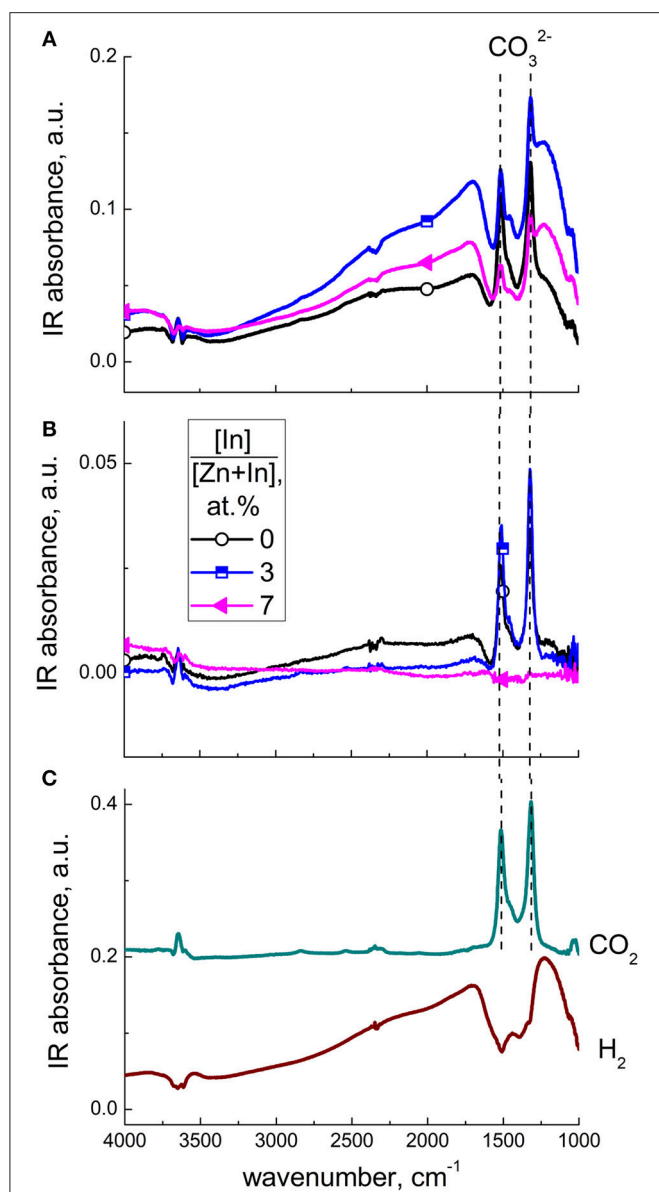 A
CO₃²⁻
0.2
0.1
0.0
IR absorbance, a.u.
B
[In]
[Zn+In],
at.%
0
3
7
0.05
0.00
IR absorbance, a.u.
C
0.4
0.2
0.0
IR absorbance, a.u.
CO₂
H₂
4000 3500 3000 2500 2000 1500 1000
wavenumber, cm⁻¹